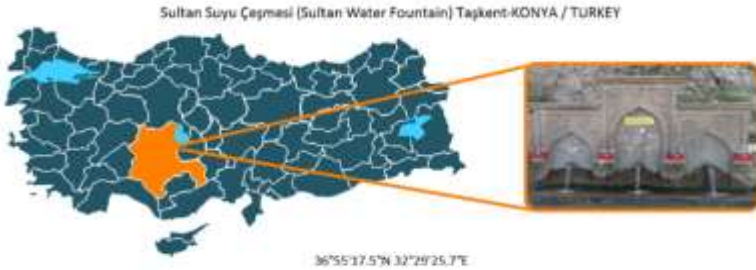 Sultan Suyu Çeşmesi (Sultan Water Fountain) Taşkent-KONYA / TURKEY
36°55'17.5"N 32°29'25.7"E